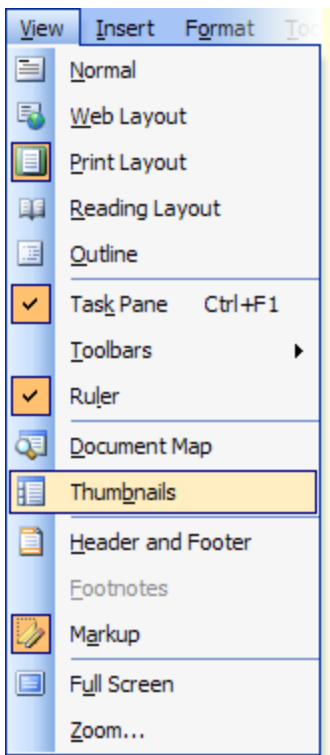 View Insert Format Too
Normal
Web Layout
Print Layout
Reading Layout
Outline
Task Pane Ctrl+F1
Toolbars
Ruler
Document Map
Thumbnails
Header and Footer
Footnotes
Markup
Full Screen
Zoom...